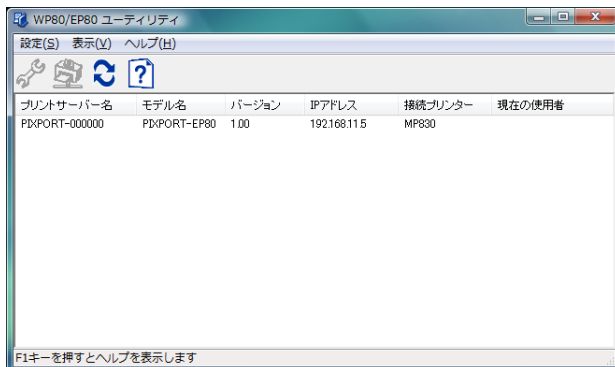 WP80/EP80 ユーティリティ
設定(S) 表示(V) ヘルプ(H)
プリントサーバー名 モデル名 バージョン IPアドレス 接続プリンター 現在の使用者
PIXPORT-000000 PIXPORT-EP80 1.00 192.168.11.5 MP830
F1キーを押すとヘルプを表示します